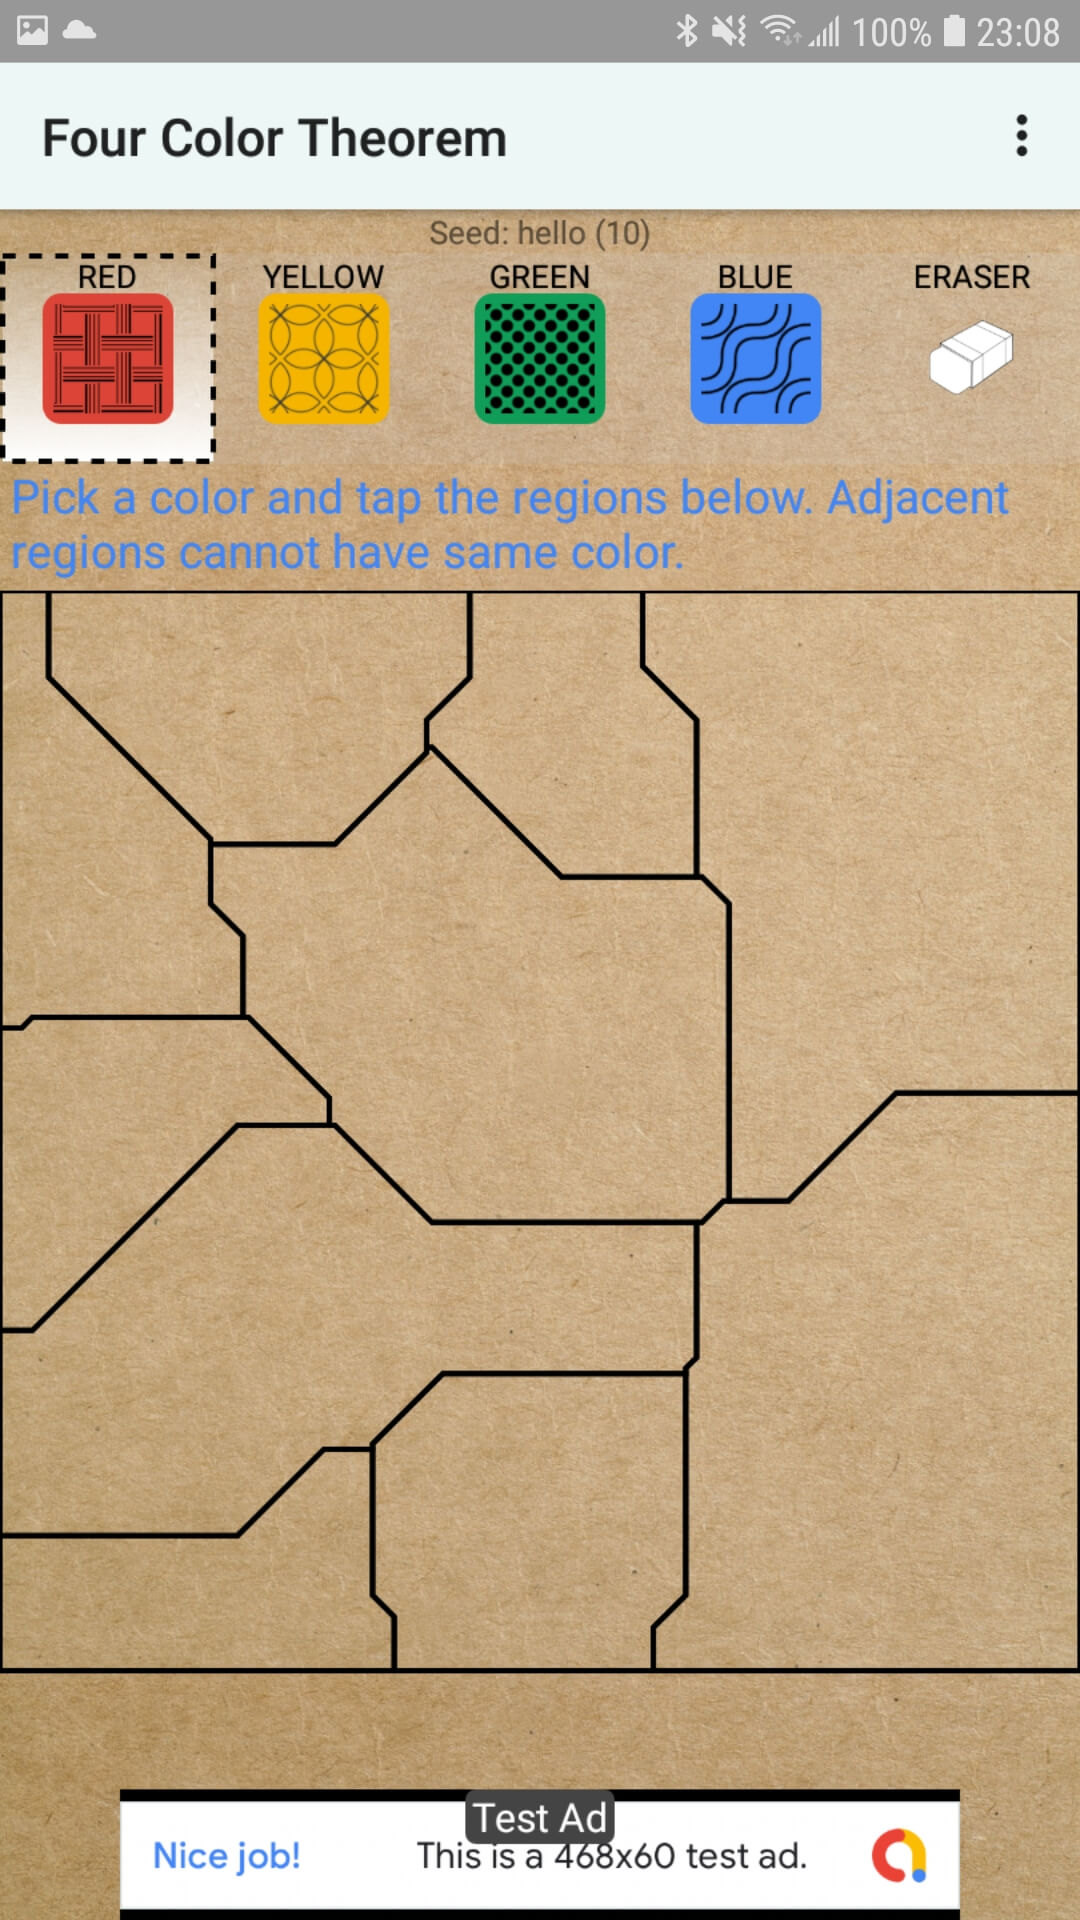 100% 23:08
Four Color Theorem
Seed: hello (10)
RED YELLOW GREEN BLUE ERASER
Pick a color and tap the regions below. Adjacent
regions cannot have same color.
Test Ad
Nice job! This is a 468x60 test ad.